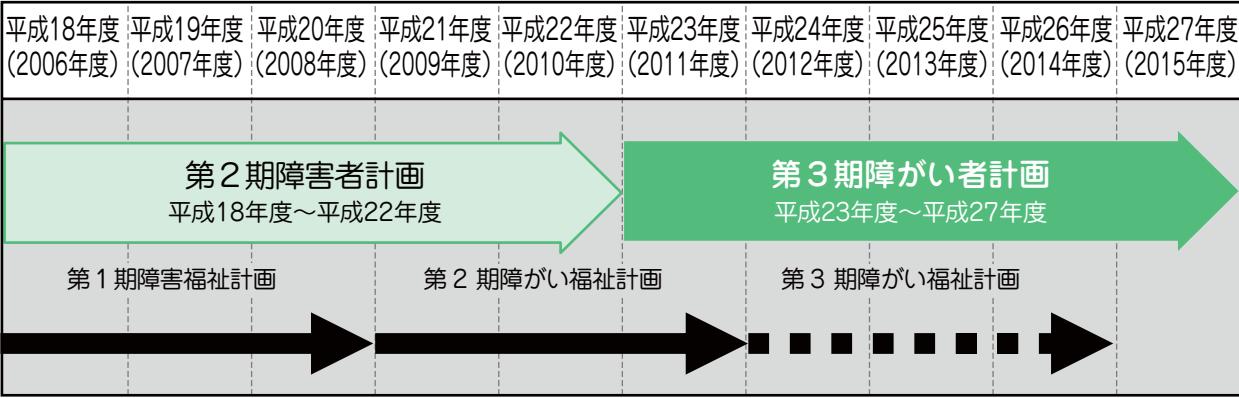 平成18年度 平成19年度 平成20年度 平成21年度 平成22年度 平成23年度 平成24年度 平成25年度 平成26年度 平成27年度
(2006年度) (2007年度) (2008年度) (2009年度) (2010年度) (2011年度) (2012年度) (2013年度) (2014年度) (2015年度)
第2期障害者計画 第3期障がい者計画
平成18年度〜平成22年度 平成23年度〜平成27年度
第1期障害福祉計画 第2期障がい福祉計画 第3期障がい福祉計画